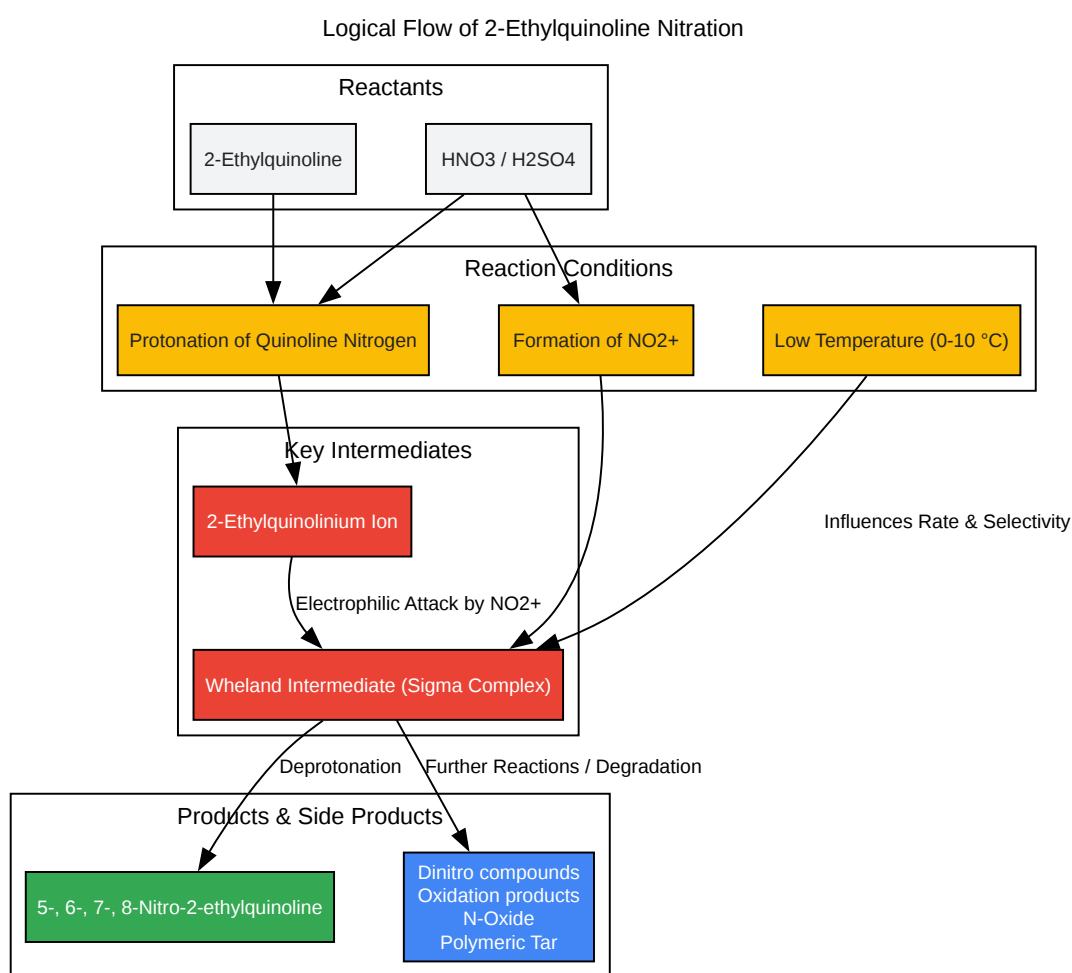 Logical Flow of 2-Ethylquinoline Nitration
Reactants
2-Ethylquinoline
HNO3 / H2SO4
Reaction Conditions
Protonation of Quinoline Nitrogen
Formation of NO2+
Low Temperature (0-10 °C)
Key Intermediates
2-Ethylquinolinium Ion
Influences Rate & Selectivity
Electrophilic Attack by NO2+
Wheland Intermediate (Sigma Complex)
Deprotonation
Further Reactions / Degradation
Products & Side Products
5-, 6-, 7-, 8-Nitro-2-ethylquinoline
Dinitro compounds
Oxidation products
N-Oxide
Polymeric Tar